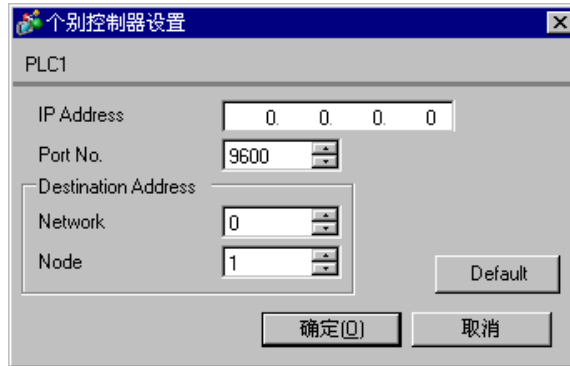 个别控制器设置
PLC1
IP Address 0. 0. 0. 0
Port No. 9600
Destination Address
Network 0
Node 1
Default
确定(O) 取消